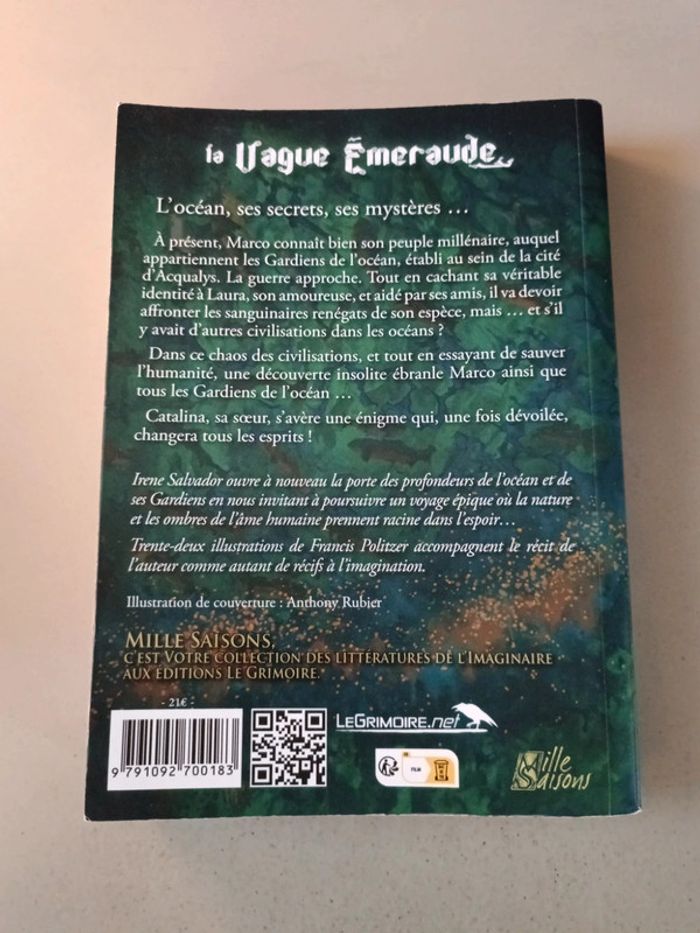 la Vague Émeraude
L'océan, ses secrets, ses mystères ...
À présent, Marco connaît bien son peuple millénaire, auquel
appartiennent les Gardiens de l'océan, établi au sein de la cité
d'Acqualys. La guerre approche. Tout en cachant sa véritable
identité à Laura, son amoureuse, et aidé par ses amis, il va devoir
affronter les sanguinaires renégats de son espèce, mais ... et s'il
y avait d'autres civilisations dans les océans ?
Dans ce chaos des civilisations, et tout en essayant de sauver
l'humanité, une découverte insolite ébranle Marco ainsi que
tous les Gardiens de l'océan ...
Catalina, sa sœur, s'avère une énigme qui, une fois dévoilée,
changera tous les esprits !
Irene Salvador ouvre à nouveau la porte des profondeurs de l'océan et de
ses Gardiens en nous invitant à poursuivre un voyage épique où la nature
et les ombres de l'âme humaine prennent racine dans l'espoir...
Trente-deux illustrations de Francis Politzer accompagnent le récit de
l'auteur comme autant de récifs à l'imagination.
Illustration de couverture : Anthony Rubier
MILLE SAISONS,
C'EST VOTRE COLLECTION DES LITTÉRATURES DE L'IMAGINAIRE
AUX ÉDITIONS LE GRIMOIRE.
- 21€ -
9 791092 700183
LEGRIMOIRE.net
FILM
Mille
Saisons